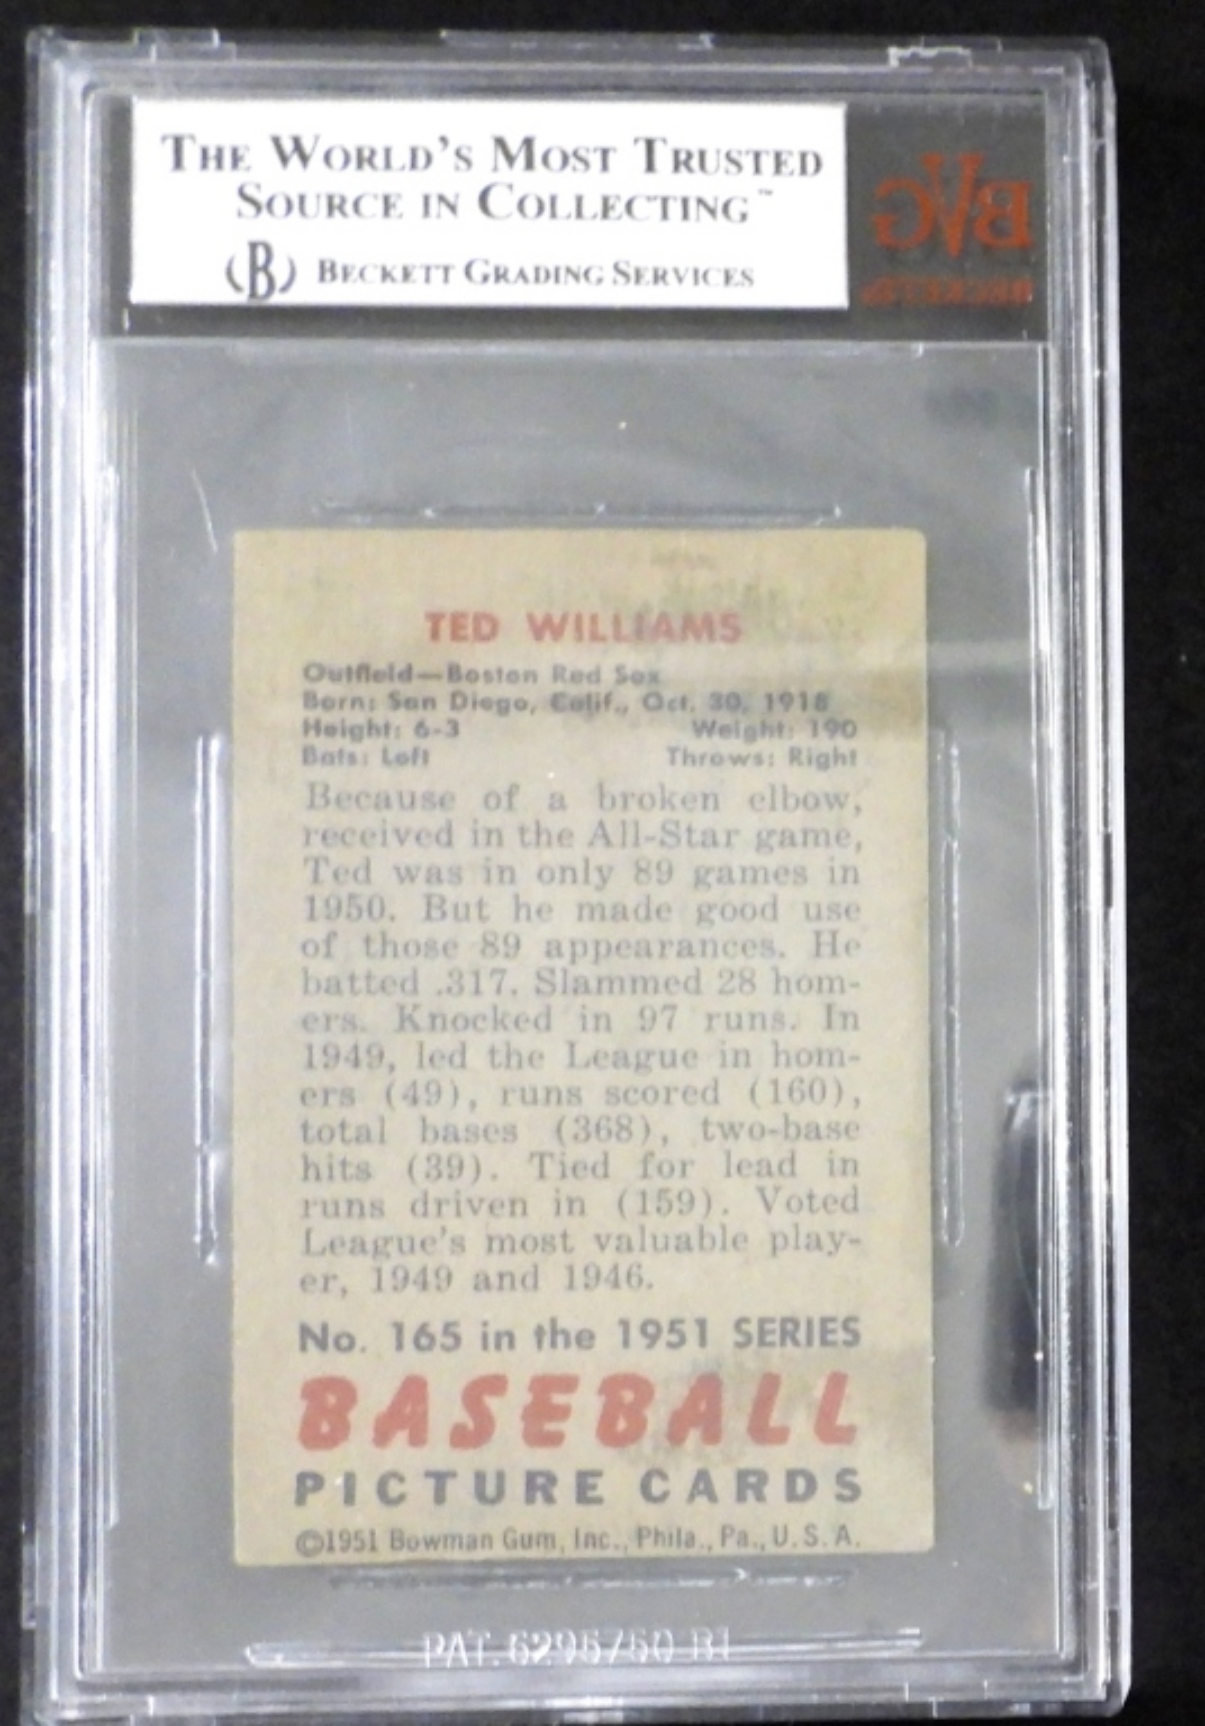 THE WORLD'S MOST TRUSTED
SOURCE IN COLLECTING™
(B) BECKETT GRADING SERVICES
BVG
BECKETT
TED WILLIAMS
Outfield—Boston Red Sox
Born: San Diego, Calif., Oct. 30, 1918
Height: 6-3 Weight: 190
Bats: Left Throws: Right
Because of a broken elbow,
received in the All-Star game,
Ted was in only 89 games in
1950. But he made good use
of those 89 appearances. He
batted .317. Slammed 28 hom-
ers. Knocked in 97 runs. In
1949, led the League in hom-
ers (49), runs scored (160),
total bases (368), two-base
hits (39). Tied for lead in
runs driven in (159). Voted
League's most valuable play-
er, 1949 and 1946.
No. 165 in the 1951 SERIES
BASEBALL
PICTURE CARDS
©1951 Bowman Gum, Inc., Phila., Pa., U.S.A.
PAT. 6295750 B1